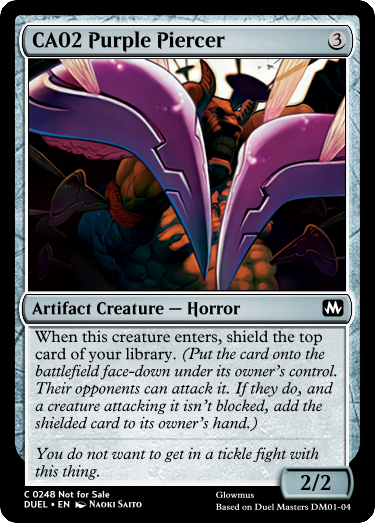 CA02 Purple Piercer 3
Artifact Creature — Horror
When this creature enters, shield the top
card of your library. (Put the card onto the
battlefield face-down under its owner's control.
Their opponents can attack it. If they do, and
a creature attacking it isn't blocked, add the
shielded card to its owner's hand.)
You do not want to get in a tickle fight with
this thing.
2/2
C 0248 Not for Sale
DUEL • EN Naoki Saito
Glowmus
Based on Duel Masters DM01-04